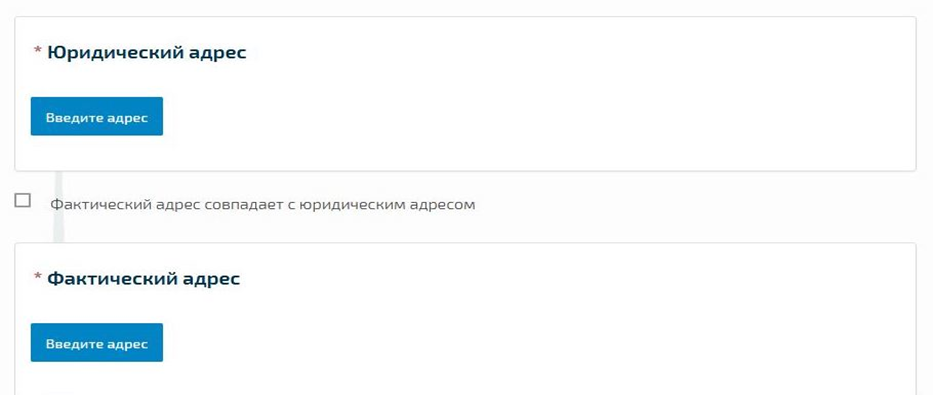 * Юридический адрес
Введите адрес
Фактический адрес совпадает с юридическим адресом
* Фактический адрес
Введите адрес